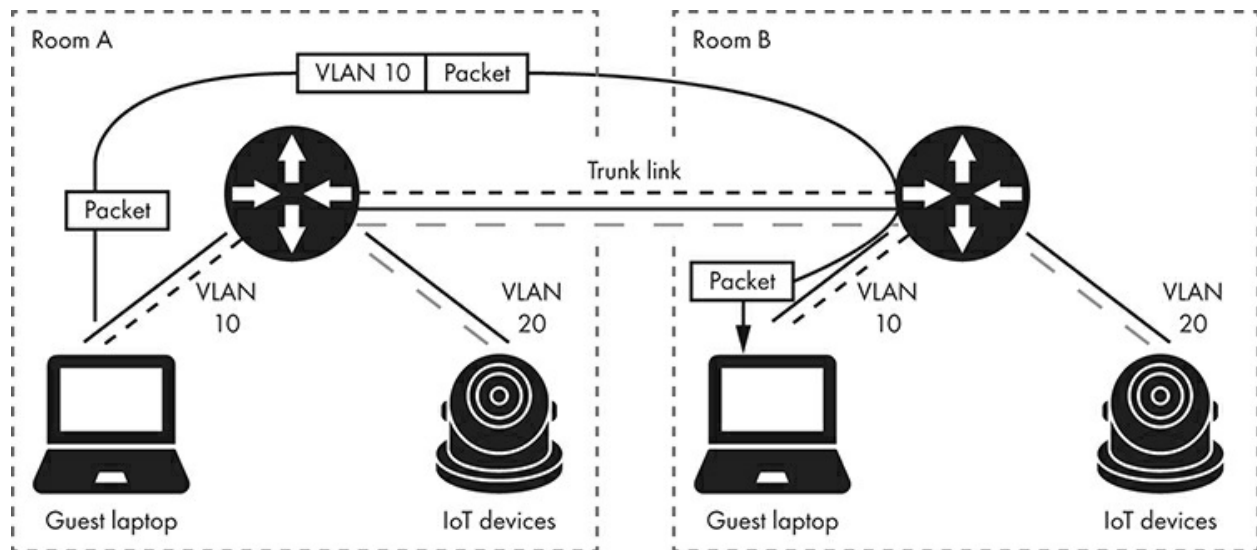 Room A
VLAN 10 Packet
Packet
VLAN
10
VLAN
20
Guest laptop
IoT devices
Trunk link
Room B
Packet
VLAN
10
VLAN
20
Guest laptop
IoT devices